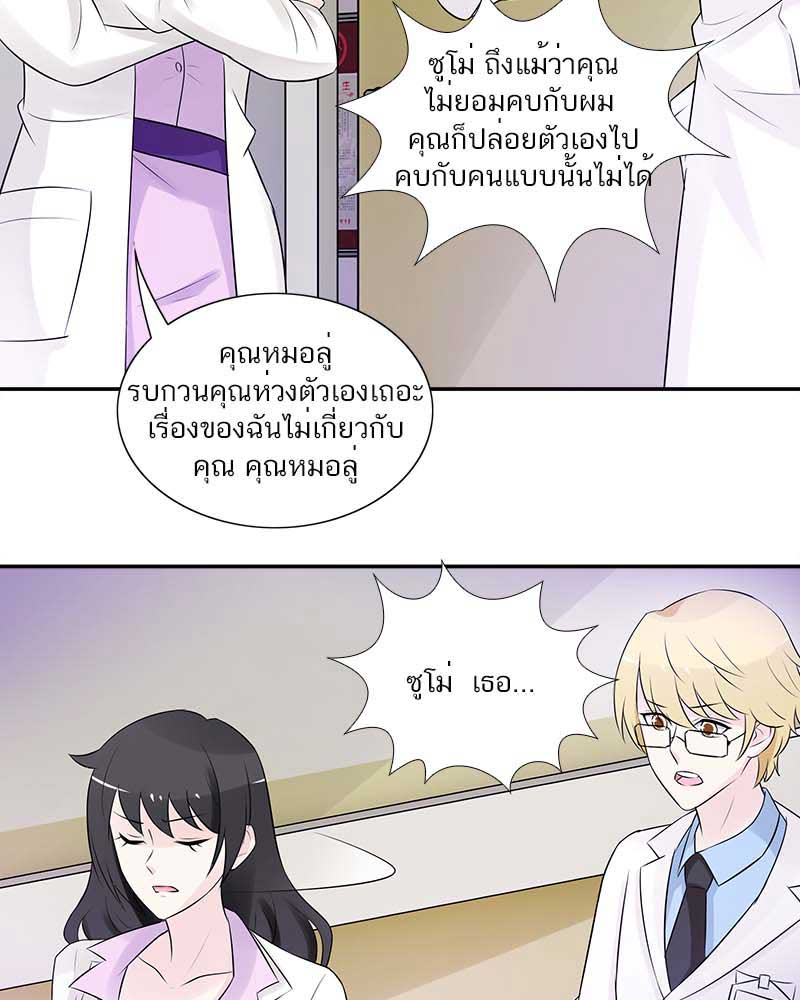 ซูโม่ ถึงแม้ว่าคุณ
ไม่ยอมคบกับผม
คุณก็ปล่อยตัวเองไป
คบกับคนแบบนั้นไม่ได้
คุณหมอลู่
รบกวนคุณห่วงตัวเองเถอะ
เรื่องของฉันไม่เกี่ยวกับ
คุณ คุณหมอลู่
ซูโม่ เธอ...